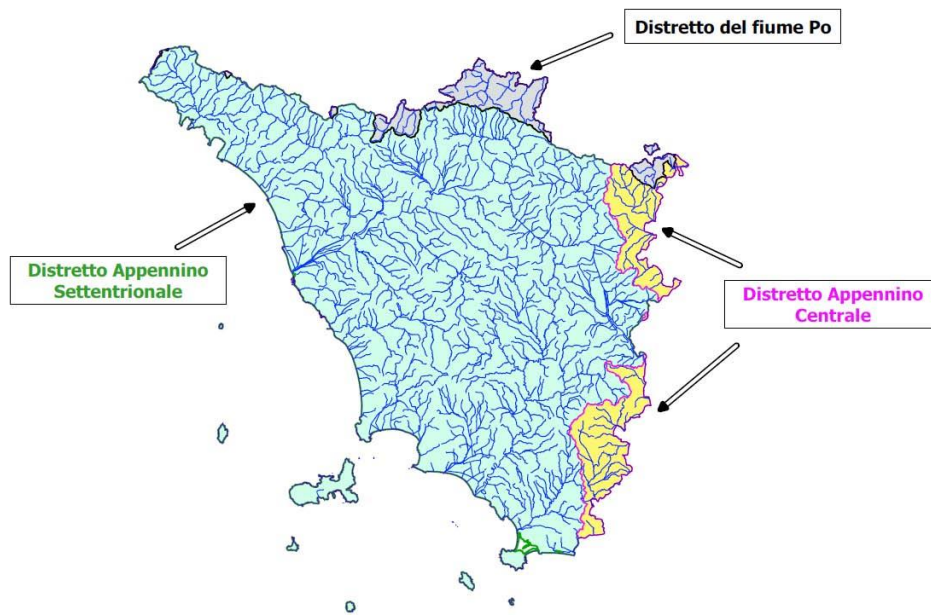 Distretto del fiume Po
Distretto Appennino
Settentrionale
Distretto Appennino
Centrale